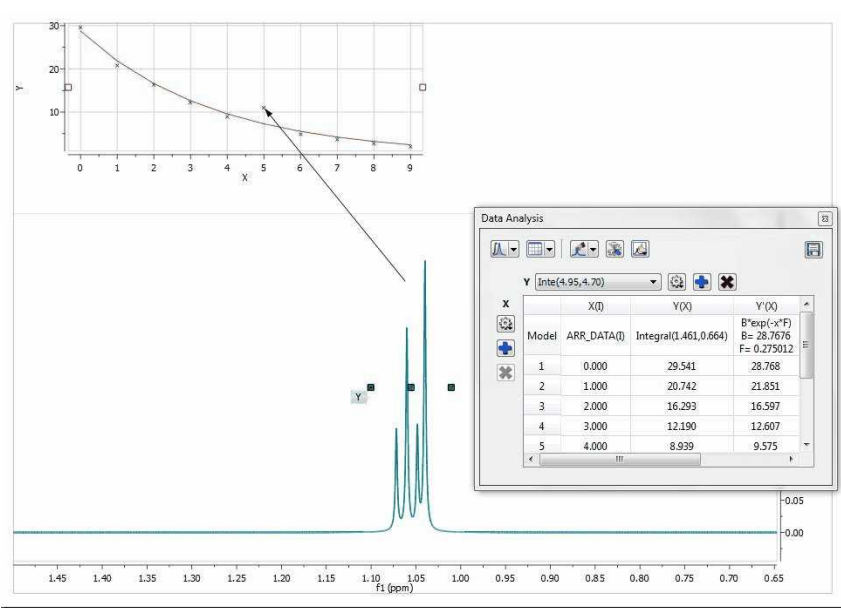 30
20
Y
10
0 1 2 3 4 5 6 7 8 9
X
Data Analysis
Y Inte(4.95,4.70)
X
X(I) Y(X) Y'(X)
Model ARR_DATA(I) Integral(1.461,0.664) B*exp(-x*F)
B= 28.7676
F= 0.275012
1 0.000 29.541 28.768
2 1.000 20.742 21.851
3 2.000 16.293 16.597
4 3.000 12.190 12.607
5 4.000 8.939 9.575
Y
0.05
0.00
1.45 1.40 1.35 1.30 1.25 1.20 1.15 1.10 1.05 1.00 0.95 0.90 0.85 0.80 0.75 0.70 0.65
f1 (ppm)